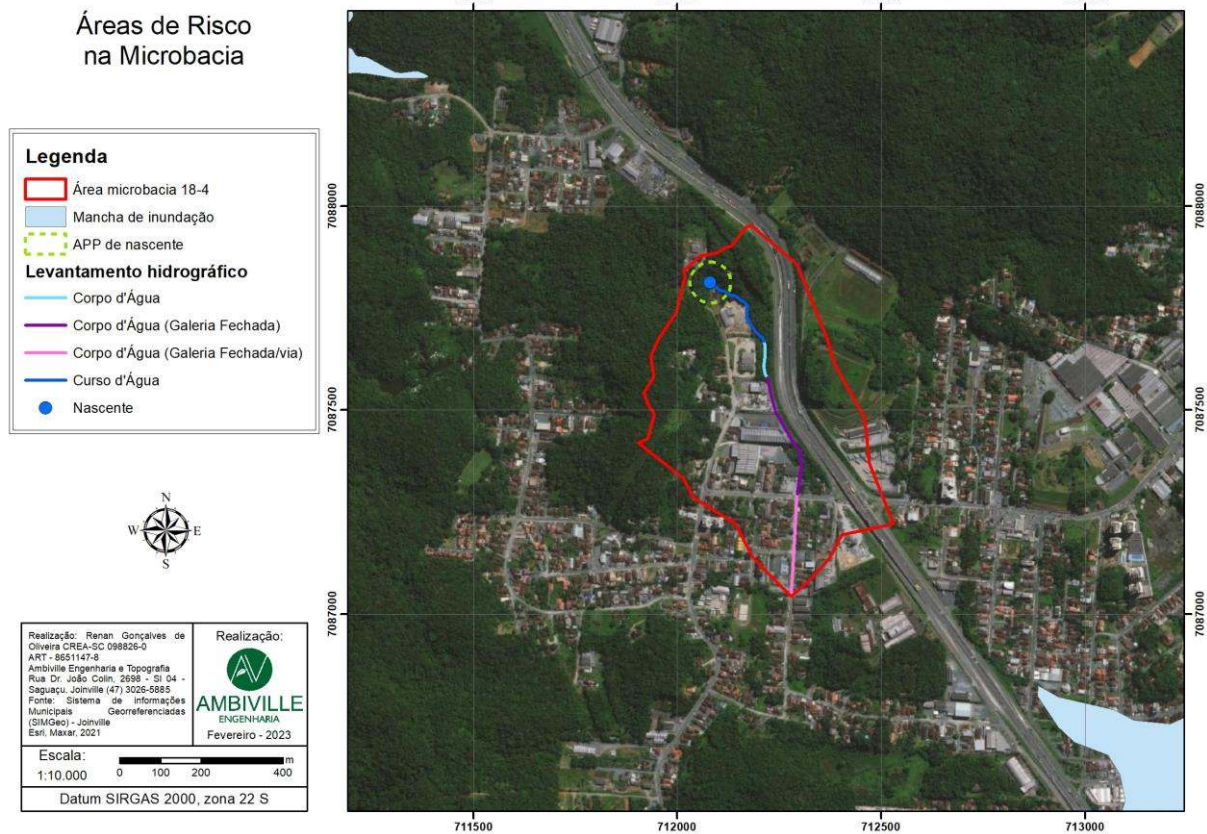 Áreas de Risco
na Microbacia
Legenda
Área microbacia 18-4
Mancha de inundação
APP de nascente
Levantamento hidrográfico
Corpo d'Água
Corpo d'Água (Galeria Fechada)
Corpo d'Água (Galeria Fechada/via)
Curso d'Água
Nascente
N
W E
S
Realização: Renan Gonçalves de
Oliveira CREA-SC 098826-0
ART - 8651147-8
Ambiville Engenharia e Topografia
Rua Dr. João Colin, 2698 - Sl 04 -
Saguaçu, Joinville (47) 3026-5885
Fonte: Sistema de Informações
Municipais Georreferenciadas
(SIMGeo) - Joinville
Esri, Maxar, 2021
Realização:
AV
AMBIVILLE
ENGENHARIA
Fevereiro - 2023
Escala:
1:10.000
0 100 200 400 m
Datum SIRGAS 2000, zona 22 S
7088000
7087500
7087000
7088000
7087500
7087000
711500 712000 712500 713000